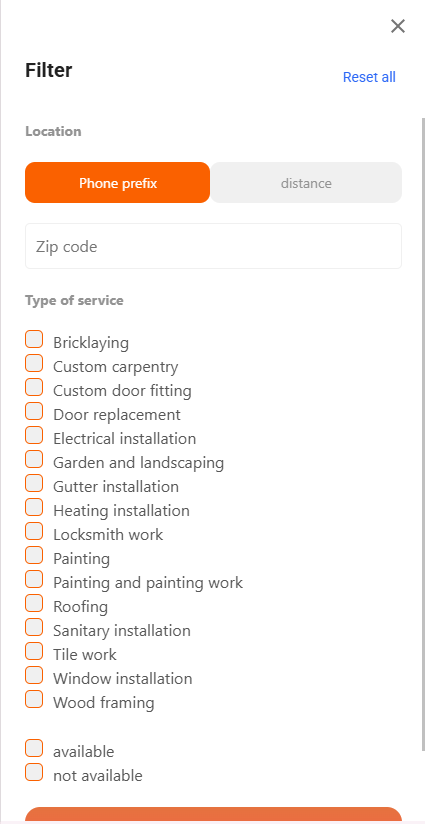 Filter
Reset all
Location
Phone prefix
distance
Zip code
Type of service
Bricklaying
Custom carpentry
Custom door fitting
Door replacement
Electrical installation
Garden and landscaping
Gutter installation
Heating installation
Locksmith work
Painting
Painting and painting work
Roofing
Sanitary installation
Tile work
Window installation
Wood framing
available
not available